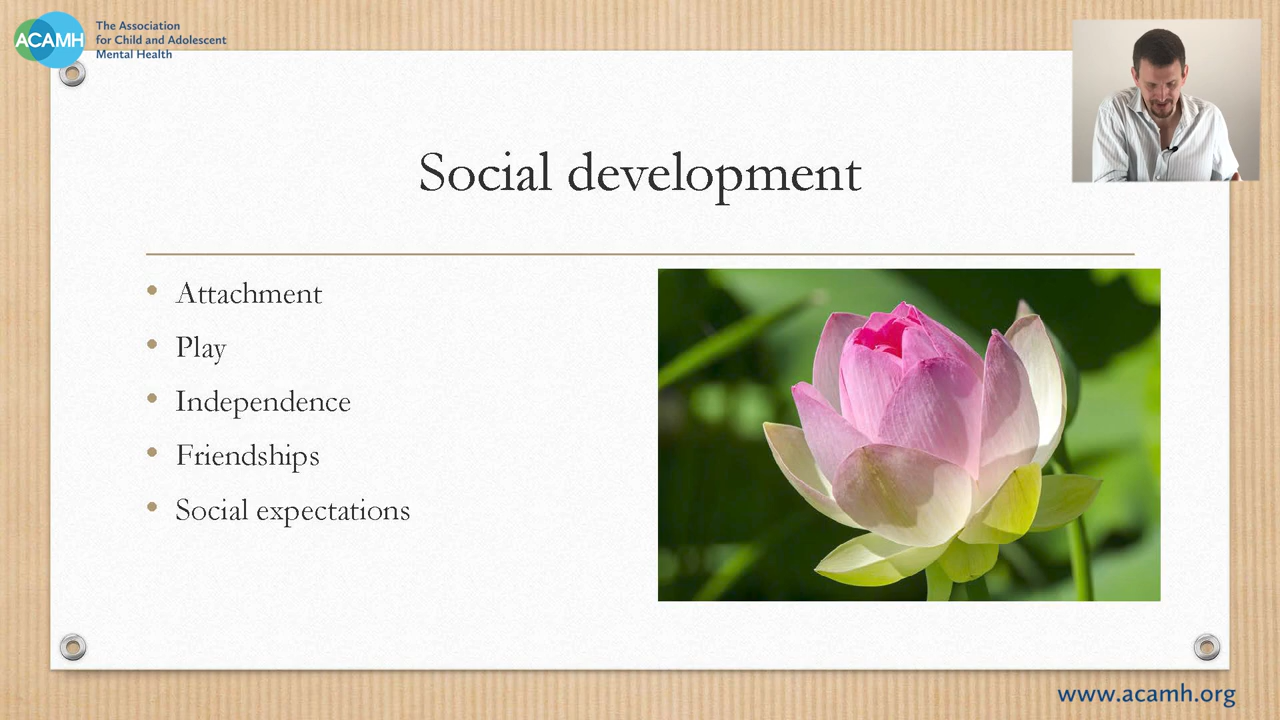 ACAMH
The Association
for Child and Adolescent
Mental Health
Social development
Attachment
Play
Independence
Friendships
Social expectations
www.acamh.org